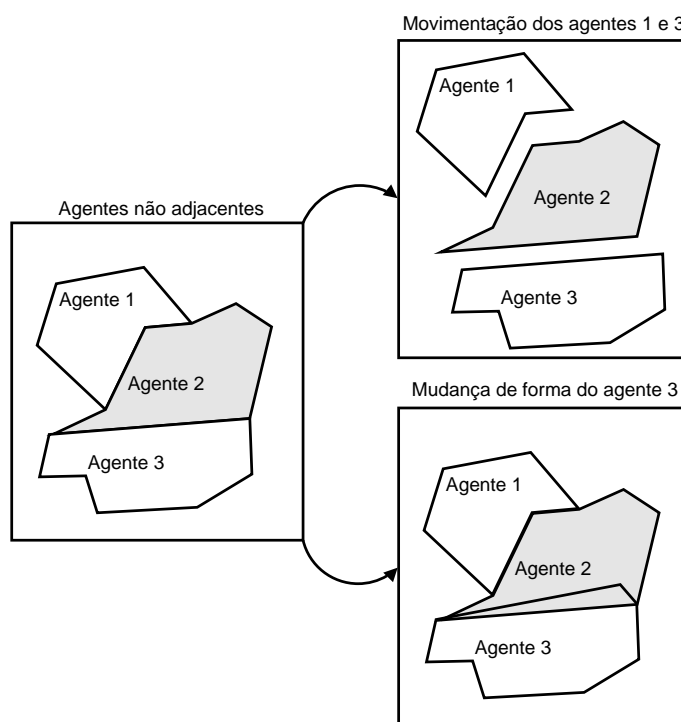 Movimentação dos agentes 1 e 3
Agente 1
Agente 2
Agente 3
Agentes não adjacentes
Agente 1
Agente 2
Agente 3
Mudança de forma do agente 3
Agente 1
Agente 2
Agente 3